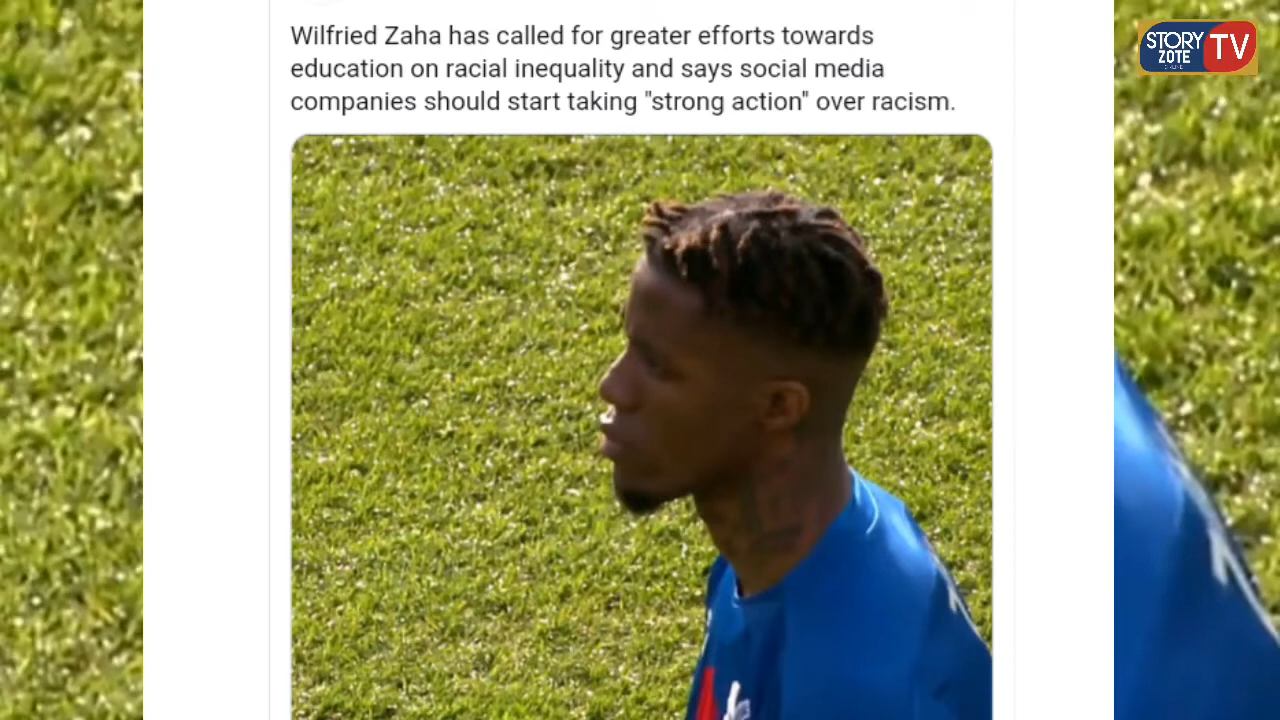 Wilfried Zaha has called for greater efforts towards
education on racial inequality and says social media
companies should start taking "strong action" over racism.
STORY
ZOTE
TV